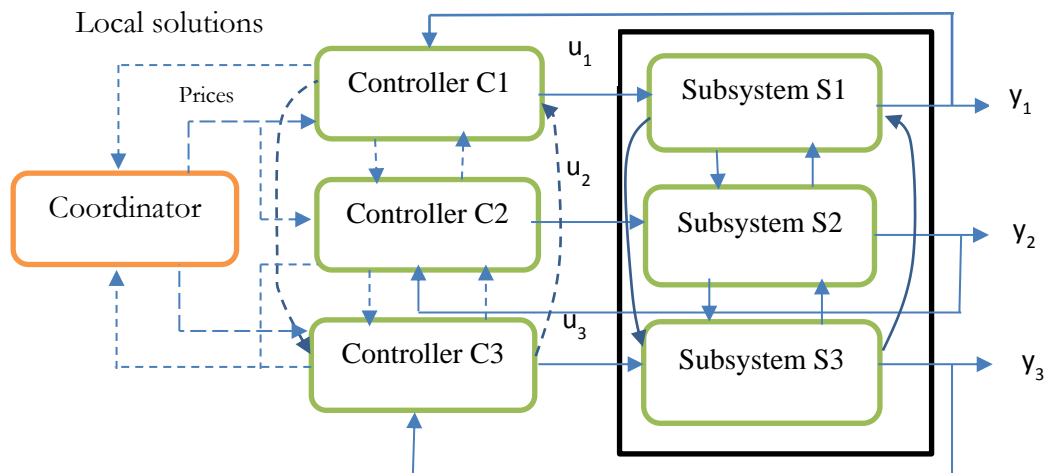 Local solutions
Prices
Coordinator
Controller C1
Controller C2
Controller C3
u₁
u₂
u₃
Subsystem S1
Subsystem S2
Subsystem S3
y₁
y₂
y₃